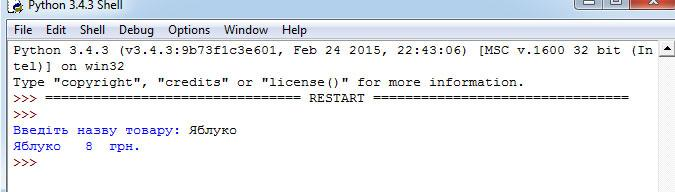 Python 3.4.3 Shell
File Edit Shell Debug Options Window Help
Python 3.4.3 (v3.4.3:9b73f1c3e601, Feb 24 2015, 22:43:06) [MSC v.1600 32 bit (In
tel)] on win32
Type "copyright", "credits" or "license()" for more information.
>>> ================================ RESTART ================================
>>>
Введіть назву товару: Яблуко
Яблуко 8 грн.
>>>